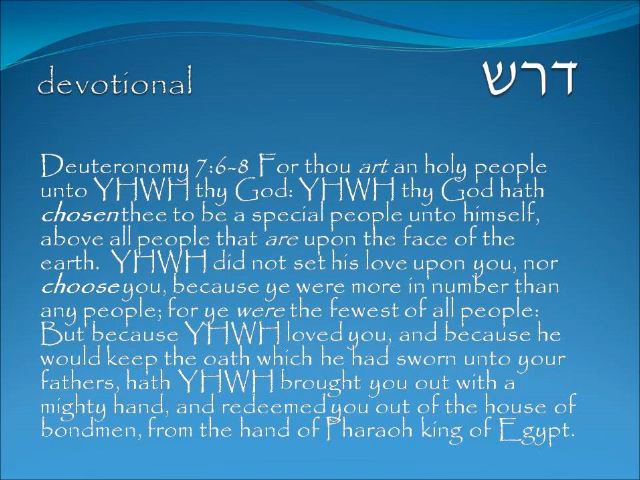 devotional
דרש
Deuteronomy 7:6-8 For thou art an holy people
unto YHWH thy God: YHWH thy God hath
chosen thee to be a special people unto himself,
above all people that are upon the face of the
earth. YHWH did not set his love upon you, nor
choose you, because ye were more in number than
any people; for ye were the fewest of all people:
But because YHWH loved you, and because he
would keep the oath which he had sworn unto your
fathers, hath YHWH brought you out with a
mighty hand, and redeemed you out of the house of
bondmen, from the hand of Pharaoh king of Egypt.